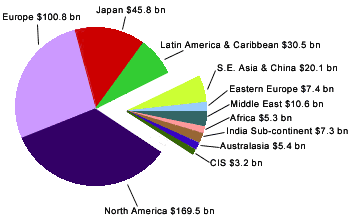 Europe $100.8 bn
Japan $45.8 bn
Latin America & Caribbean $30.5 bn
S.E. Asia & China $20.1 bn
Eastern Europe $7.4 bn
Middle East $10.6 bn
Africa $5.3 bn
India Sub-continent $7.3 bn
Australasia $5.4 bn
CIS $3.2 bn
North America $169.5 bn